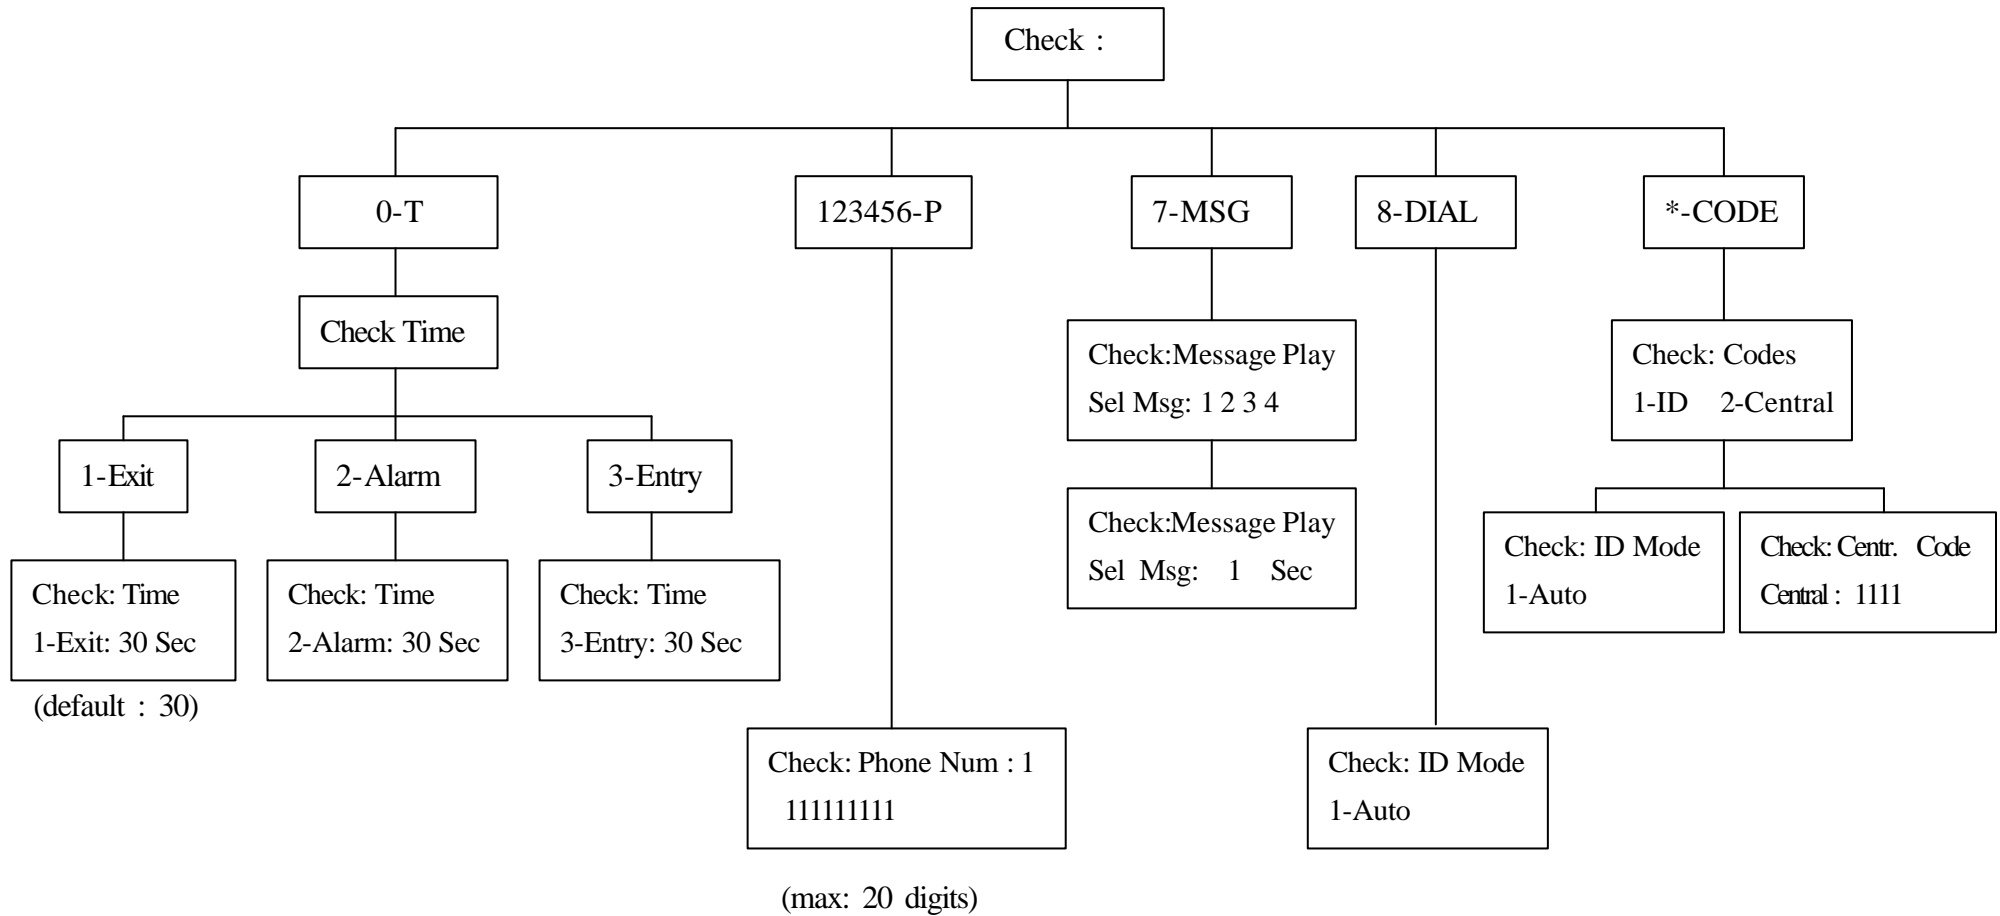 Check :
0-T
123456-P
7-MSG
8-DIAL
*-CODE
Check Time
Check:Message Play
Sel Msg: 1 2 3 4
Check: Codes
1-ID 2-Central
1-Exit
2-Alarm
3-Entry
Check:Message Play
Sel Msg: 1 Sec
Check: ID Mode
1-Auto
Check: Centr. Code
Central : 1111
Check: Time
1-Exit: 30 Sec
Check: Time
2-Alarm: 30 Sec
Check: Time
3-Entry: 30 Sec
(default : 30)
Check: Phone Num : 1
111111111
Check: ID Mode
1-Auto
(max: 20 digits)